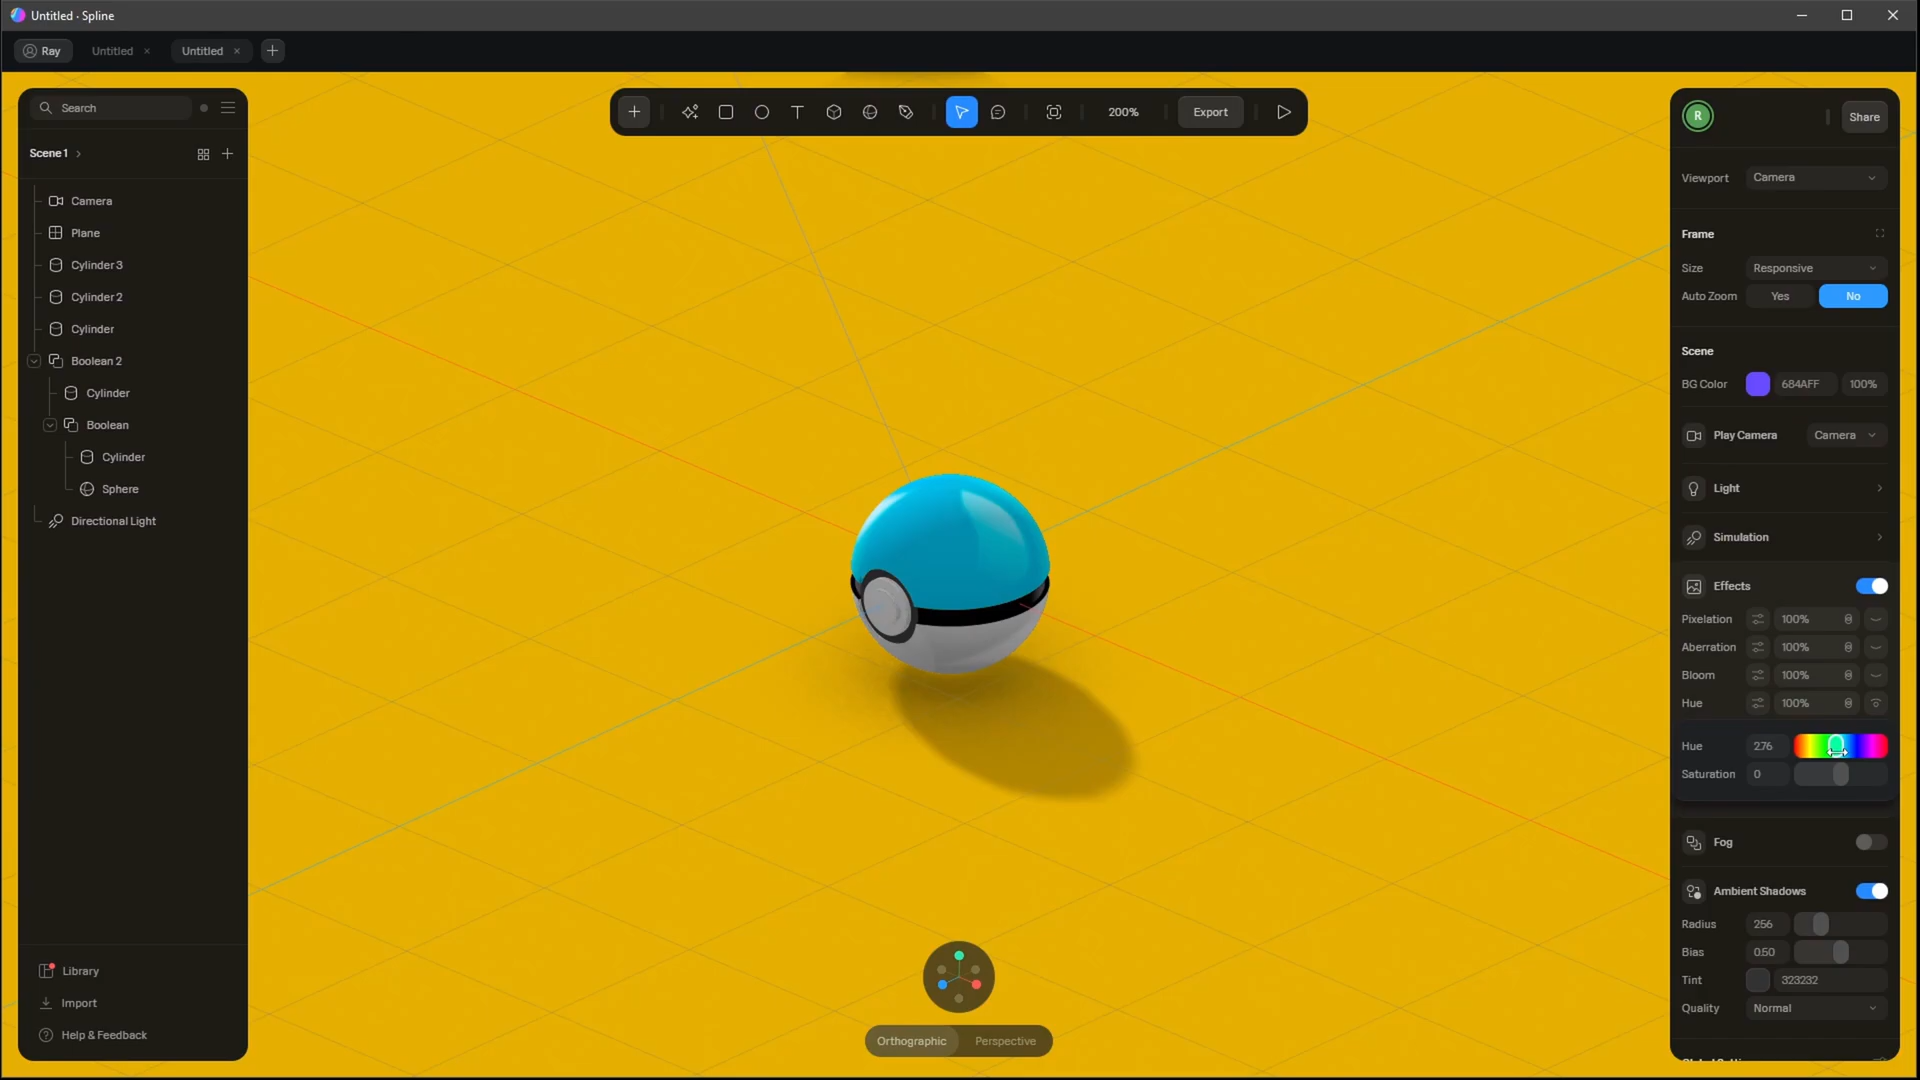 Untitled · Spline
Ray
Untitled
Untitled
Search
Scene 1
Camera
Plane
Cylinder 3
Cylinder 2
Cylinder
Boolean 2
Cylinder
Boolean
Cylinder
Sphere
Directional Light
Library
Import
Help & Feedback
200%
Export
Orthographic
Perspective
R
Share
Viewport Camera
Frame
Size Responsive
Auto Zoom Yes No
Scene
BG Color 684AFF 100%
Play Camera Camera
Light
Simulation
Effects
Pixelation 100%
Aberration 100%
Bloom 100%
Hue 100%
Hue 2.76
Saturation 0
Fog
Ambient Shadows
Radius 256
Bias 0.50
Tint 323232
Quality Normal